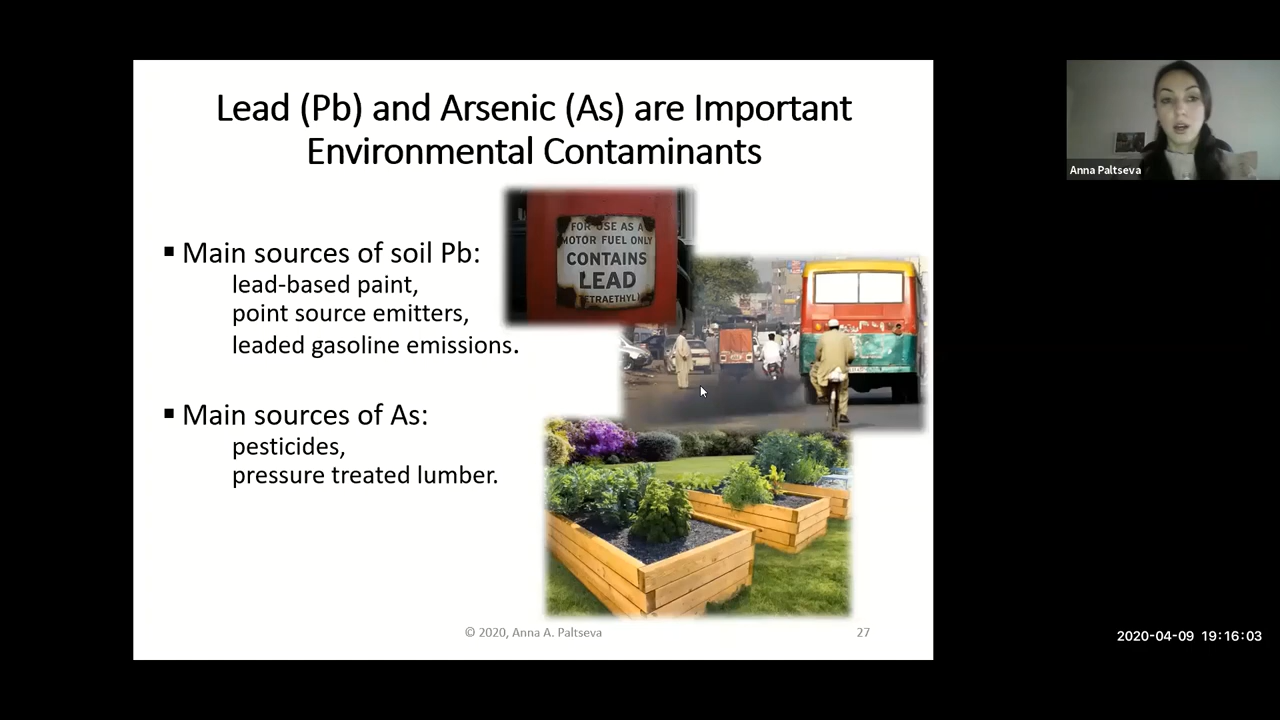 Lead (Pb) and Arsenic (As) are Important
Environmental Contaminants
▪ Main sources of soil Pb:
lead-based paint,
point source emitters,
leaded gasoline emissions.
▪ Main sources of As:
pesticides,
pressure treated lumber.
FOR USE AS A
MOTOR FUEL ONLY
CONTAINS
LEAD
ETRAETHYL)
© 2020, Anna A. Paltseva
27
Anna Paltseva
2020-04-09 19:16:03